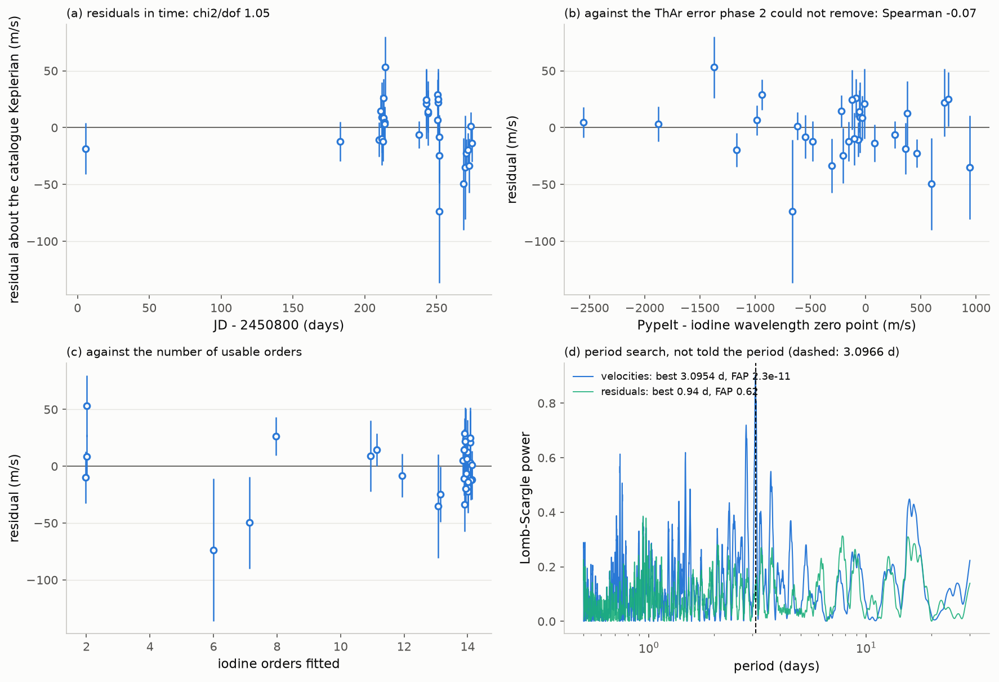 (a) residuals in time: chi2/dof 1.05
residual about the catalogue Keplerian (m/s)
50
0
−50
−100
0 50 100 150 200 250
JD - 2450800 (days)
(b) against the ThAr error phase 2 could not remove: Spearman -0.07
residual (m/s)
50
0
−50
−100
−2500 −2000 −1500 −1000 −500 0 500 1000
PypeIt - iodine wavelength zero point (m/s)
(c) against the number of usable orders
residual (m/s)
50
0
−50
−100
2 4 6 8 10 12 14
iodine orders fitted
(d) period search, not told the period (dashed: 3.0966 d)
velocities: best 3.0954 d, FAP 2.3e-11
residuals: best 0.94 d, FAP 0.62
Lomb-Scargle power
0.8
0.6
0.4
0.2
0.0
10⁰ 10¹
period (days)